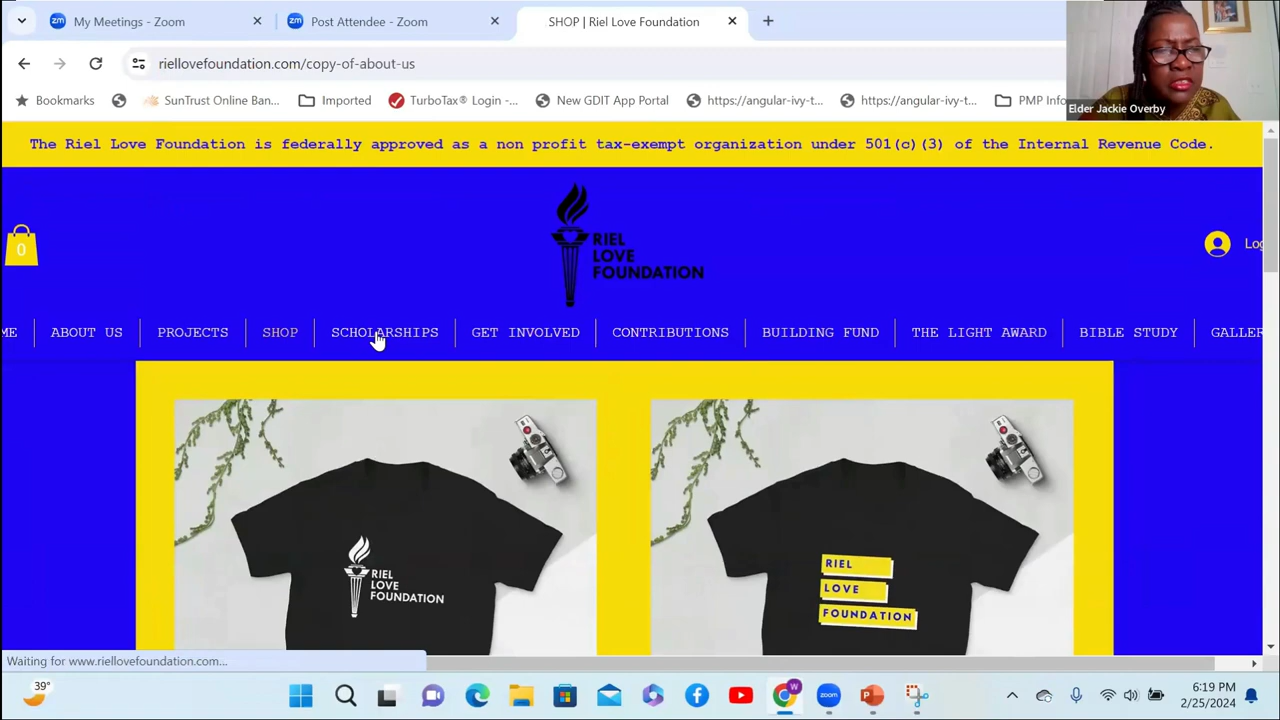 My Meetings - Zoom
Post Attendee - Zoom
SHOP | Riel Love Foundation
riellovefoundation.com/copy-of-about-us
Bookmarks
SunTrust Online Ban...
Imported
TurboTax® Login -...
New GDIT App Portal
https://angular-ivy-t...
https://angular-ivy-t...
PMP Info
Elder Jackie Overby
The Riel Love Foundation is federally approved as a non profit tax-exempt organization under 501(c)(3) of the Internal Revenue Code.
0
RIEL
LOVE
FOUNDATION
Log
ME
ABOUT US
PROJECTS
SHOP
SCHOLARSHIPS
GET INVOLVED
CONTRIBUTIONS
BUILDING FUND
THE LIGHT AWARD
BIBLE STUDY
GALLER
RIEL
LOVE
FOUNDATION
RIEL
LOVE
FOUNDATION
Waiting for www.riellovefoundation.com...
39°
zoom
W
6:19 PM
2/25/2024